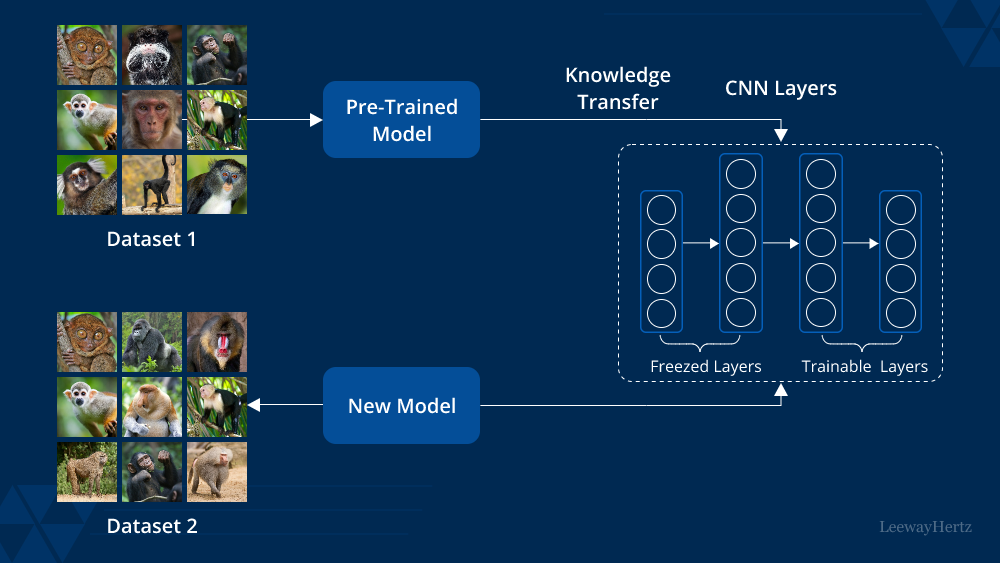 Knowledge
Transfer
CNN Layers
Pre-Trained
Model
Dataset 1
Freezed Layers
Trainable Layers
New Model
Dataset 2
LeewayHertz